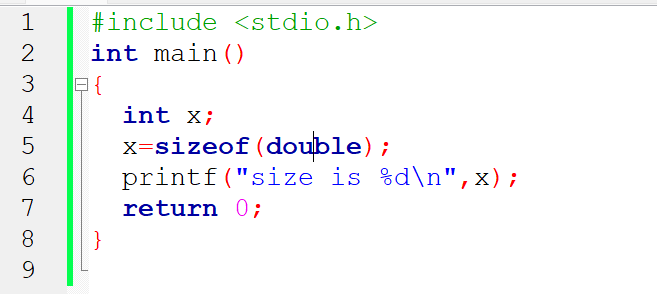 1 #include <stdio.h>
2 int main()
3 {
4 int x;
5 x=sizeof(double);
6 printf("size is %d\n",x);
7 return 0;
8 }
9